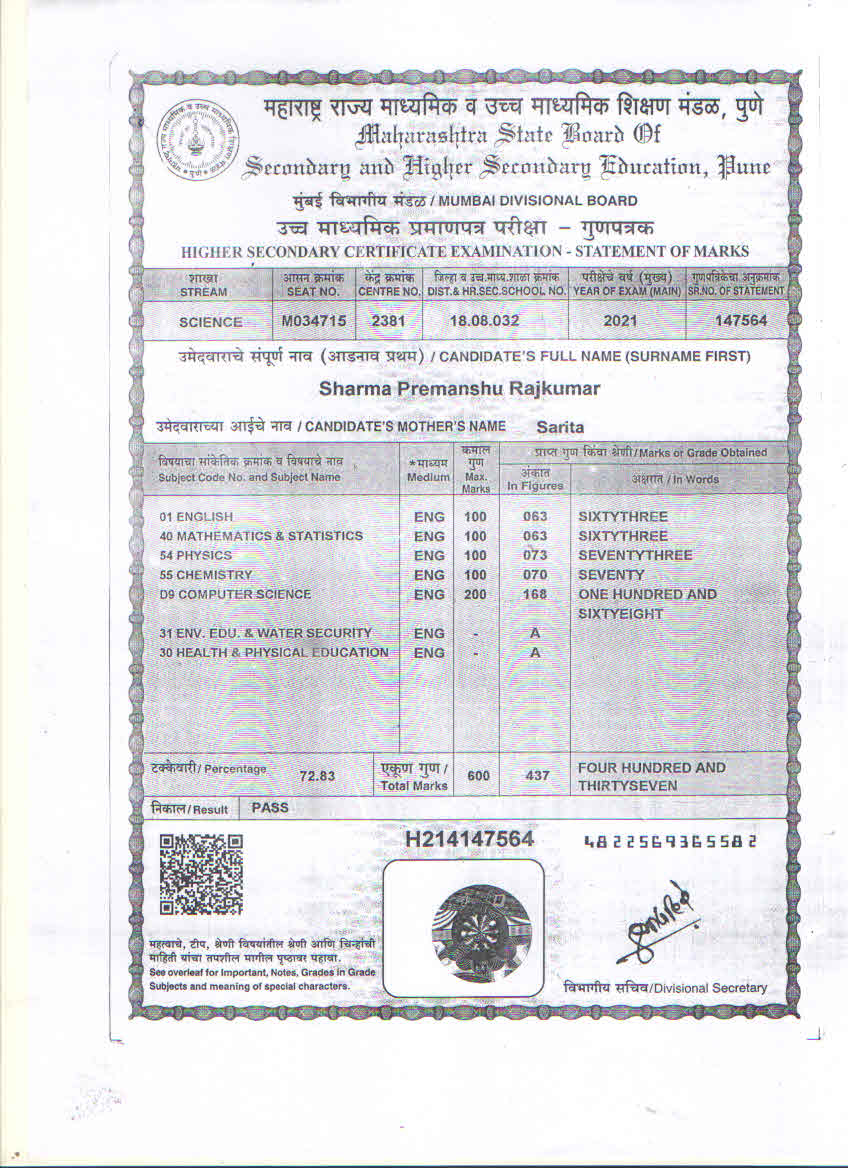 महाराष्ट्र राज्य माध्यमिक व उच्च माध्यमिक शिक्षण मंडळ, पुणे
Maharashtra State Board Of
Secondary and Higher Secondary Education, Pune
मुंबई विभागीय मंडळ / MUMBAI DIVISIONAL BOARD
उच्च माध्यमिक प्रमाणपत्र परीक्षा – गुणपत्रक
HIGHER SECONDARY CERTIFICATE EXAMINATION - STATEMENT OF MARKS
शाखा आसन क्रमांक केंद्र क्रमांक जिल्हा व उच्च.माध्य.शाळा क्रमांक परीक्षेचे वर्ष (मुख्य) गुणपत्रिकेचा अनुक्रमांक
STREAM SEAT NO. CENTRE NO. DIST.& HR.SEC.SCHOOL NO. YEAR OF EXAM (MAIN) SR.NO. OF STATEMENT
SCIENCE M034715 2381 18.08.032 2021 147564
उमेदवाराचे संपूर्ण नाव (आडनाव प्रथम) / CANDIDATE'S FULL NAME (SURNAME FIRST)
Sharma Premanshu Rajkumar
उमेदवाराच्या आईचे नाव / CANDIDATE'S MOTHER'S NAME Sarita
विषयाचा सांकेतिक क्रमांक व विषयाचे नाव
Subject Code No. and Subject Name
*माध्यम
Medium
कमाल
गुण
Max.
Marks
प्राप्त गुण किंवा श्रेणी/Marks or Grade Obtained
अंकात
In Figures
अक्षरात / In Words
01 ENGLISH ENG 100 063 SIXTYTHREE
40 MATHEMATICS & STATISTICS ENG 100 063 SIXTYTHREE
54 PHYSICS ENG 100 073 SEVENTYTHREE
55 CHEMISTRY ENG 100 070 SEVENTY
D9 COMPUTER SCIENCE ENG 200 168 ONE HUNDRED AND
SIXTYEIGHT
31 ENV. EDU. & WATER SECURITY ENG - A
30 HEALTH & PHYSICAL EDUCATION ENG - A
टक्केवारी/ Percentage 72.83
एकूण गुण /
Total Marks
600 437
FOUR HUNDRED AND
THIRTYSEVEN
निकाल/Result PASS
H214147564 4822569365582
महत्वाचे, टीप, श्रेणी विषयांतील श्रेणी आणि चिन्हांची
माहिती यांचा तपशील मागील पृष्ठावर पहावा.
See overleaf for Important, Notes, Grades in Grade
Subjects and meaning of special characters.
विभागीय सचिव/Divisional Secretary